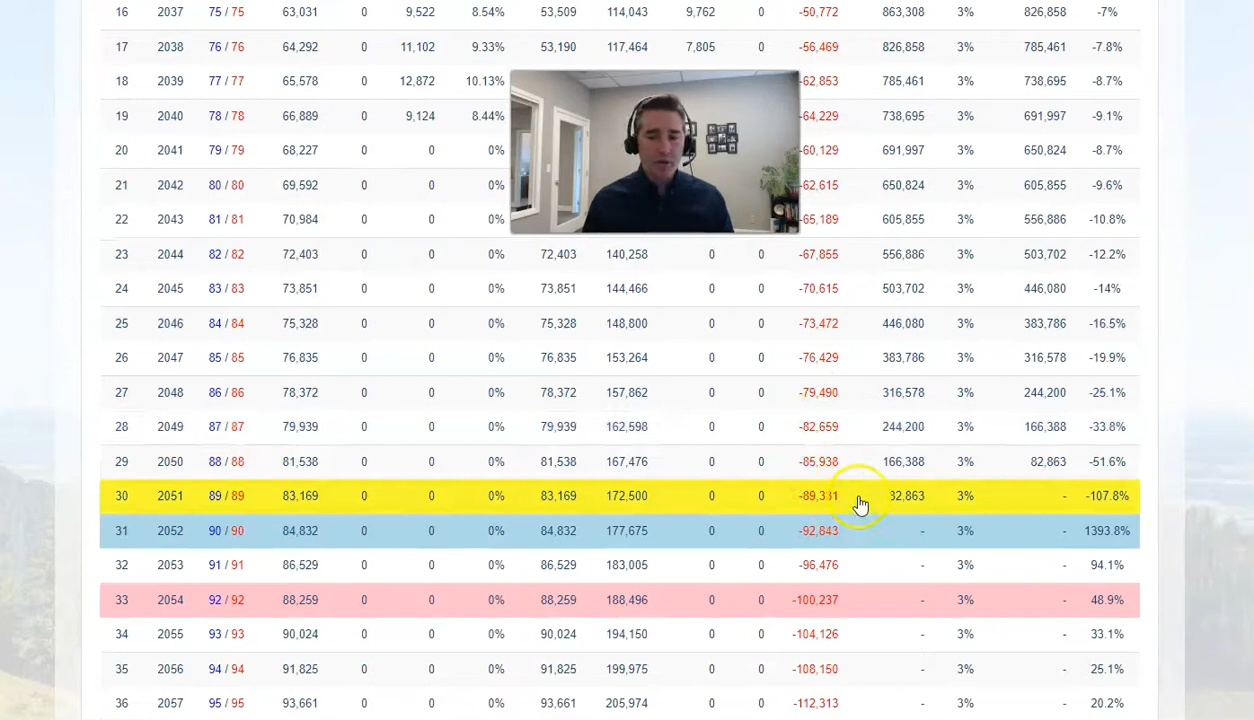 16 2037 75 / 75 63,031 0 9,522 8.54% 53,509 114,043 9,762 0 -50,772 863,308 3% 826,858 -7%
17 2038 76 / 76 64,292 0 11,102 9.33% 53,190 117,464 7,805 0 -56,469 826,858 3% 785,461 -7.8%
18 2039 77 / 77 65,578 0 12,872 10.13% -62,853 785,461 3% 738,695 -8.7%
19 2040 78 / 78 66,889 0 9,124 8.44% -64,229 738,695 3% 691,997 -9.1%
20 2041 79 / 79 68,227 0 0 0% -60,129 691,997 3% 650,824 -8.7%
21 2042 80 / 80 69,592 0 0 0% -62,615 650,824 3% 605,855 -9.6%
22 2043 81 / 81 70,984 0 0 0% -65,189 605,855 3% 556,886 -10.8%
23 2044 82 / 82 72,403 0 0 0% 72,403 140,258 0 0 -67,855 556,886 3% 503,702 -12.2%
24 2045 83 / 83 73,851 0 0 0% 73,851 144,466 0 0 -70,615 503,702 3% 446,080 -14%
25 2046 84 / 84 75,328 0 0 0% 75,328 148,800 0 0 -73,472 446,080 3% 383,786 -16.5%
26 2047 85 / 85 76,835 0 0 0% 76,835 153,264 0 0 -76,429 383,786 3% 316,578 -19.9%
27 2048 86 / 86 78,372 0 0 0% 78,372 157,862 0 0 -79,490 316,578 3% 244,200 -25.1%
28 2049 87 / 87 79,939 0 0 0% 79,939 162,598 0 0 -82,659 244,200 3% 166,388 -33.8%
29 2050 88 / 88 81,538 0 0 0% 81,538 167,476 0 0 -85,938 166,388 3% 82,863 -51.6%
30 2051 89 / 89 83,169 0 0 0% 83,169 172,500 0 0 -89,331 82,863 3% - -107.8%
31 2052 90 / 90 84,832 0 0 0% 84,832 177,675 0 0 -92,843 - 3% - 1393.8%
32 2053 91 / 91 86,529 0 0 0% 86,529 183,005 0 0 -96,476 - 3% - 94.1%
33 2054 92 / 92 88,259 0 0 0% 88,259 188,496 0 0 -100,237 - 3% - 48.9%
34 2055 93 / 93 90,024 0 0 0% 90,024 194,150 0 0 -104,126 - 3% - 33.1%
35 2056 94 / 94 91,825 0 0 0% 91,825 199,975 0 0 -108,150 - 3% - 25.1%
36 2057 95 / 95 93,661 0 0 0% 93,661 205,974 0 0 -112,313 - 3% - 20.2%